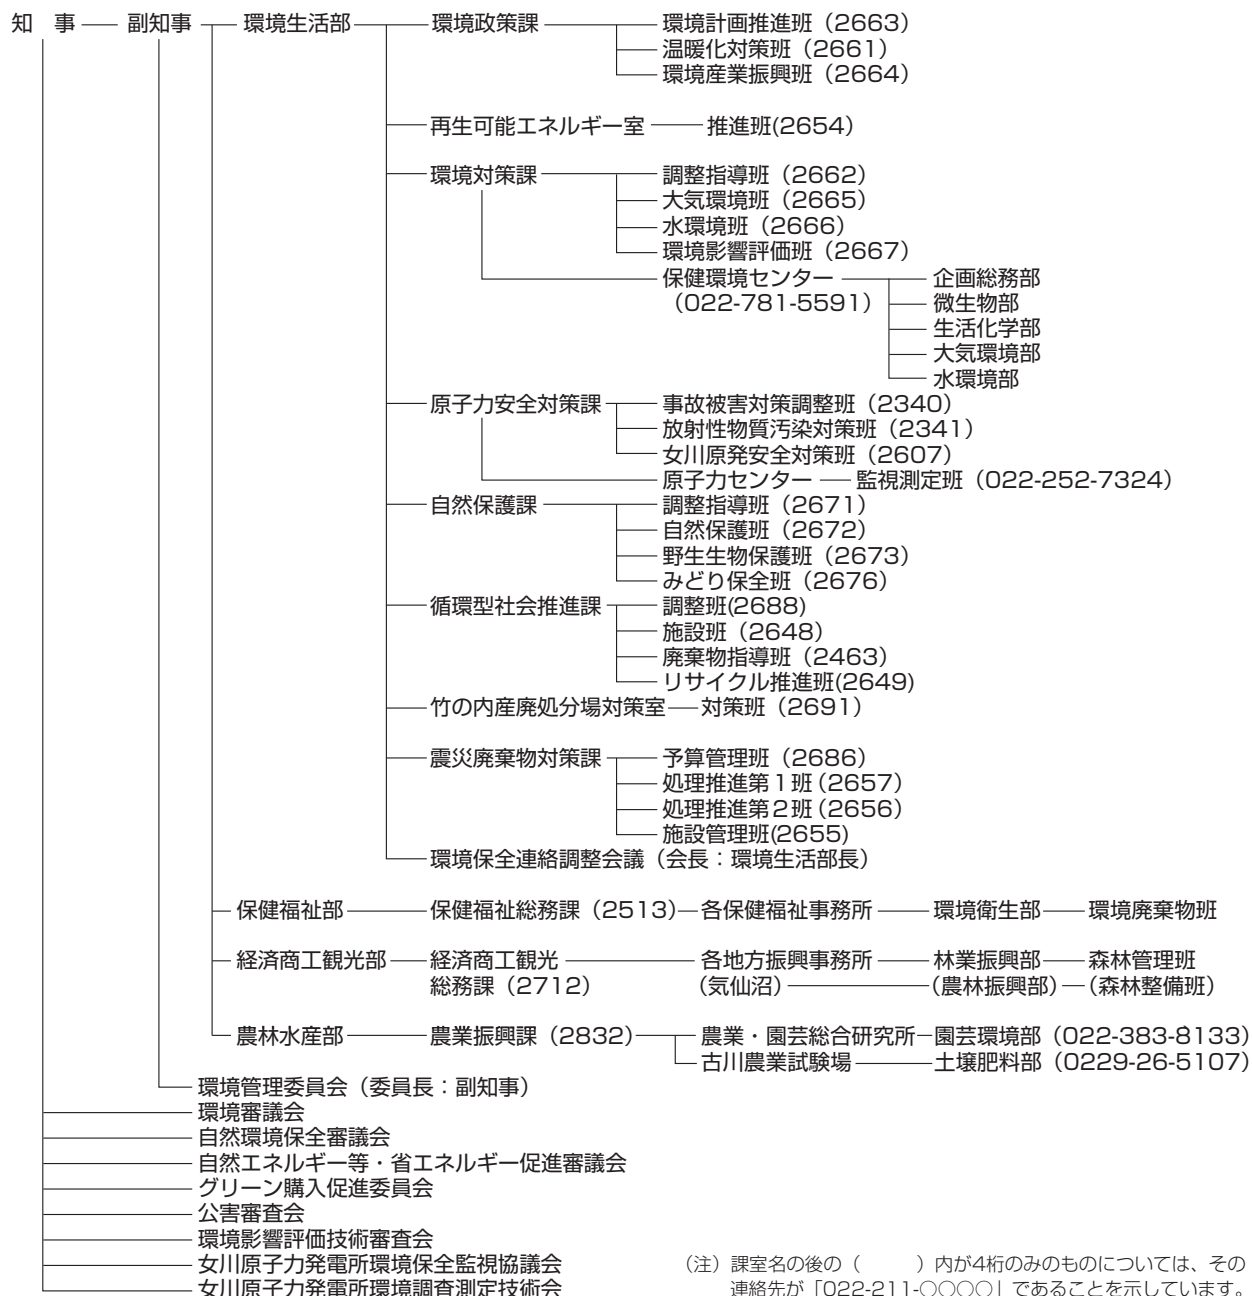 知　事 副知事 環境生活部 環境政策課 環境計画推進班（2663）
温暖化対策班（2661）
環境産業振興班（2664）
再生可能エネルギー室 推進班(2654)
環境対策課 調整指導班（2662）
大気環境班（2665）
水環境班（2666）
環境影響評価班（2667）
保健環境センター 企画総務部
（022-781-5591） 微生物部
生活化学部
大気環境部
水環境部
原子力安全対策課 事故被害対策調整班（2340）
放射性物質汚染対策班（2341）
女川原発安全対策班（2607）
原子力センター 監視測定班（022-252-7324）
自然保護課 調整指導班（2671）
自然保護班（2672）
野生生物保護班（2673）
みどり保全班（2676）
循環型社会推進課 調整班(2688)
施設班（2648）
廃棄物指導班（2463）
リサイクル推進班(2649)
竹の内産廃処分場対策室 対策班（2691）
震災廃棄物対策課 予算管理班（2686）
処理推進第１班（2657）
処理推進第２班（2656）
施設管理班(2655)
環境保全連絡調整会議（会長：環境生活部長）
保健福祉部 保健福祉総務課（2513） 各保健福祉事務所 環境衛生部 環境廃棄物班
経済商工観光部 経済商工観光 各地方振興事務所 林業振興部 森林管理班
総務課（2712） （気仙沼） （農林振興部） （森林整備班）
農林水産部 農業振興課（2832） 農業・園芸総合研究所 園芸環境部（022-383-8133）
古川農業試験場 土壌肥料部（0229-26-5107）
環境管理委員会（委員長：副知事）
環境審議会
自然環境保全審議会
自然エネルギー等・省エネルギー促進審議会
グリーン購入促進委員会
公害審査会
環境影響評価技術審査会
女川原子力発電所環境保全監視協議会
女川原子力発電所環境調査測定技術会
（注）課室名の後の（　　　）内が4桁のみのものについては、その
連絡先が「022-211-○○○○」であることを示しています。